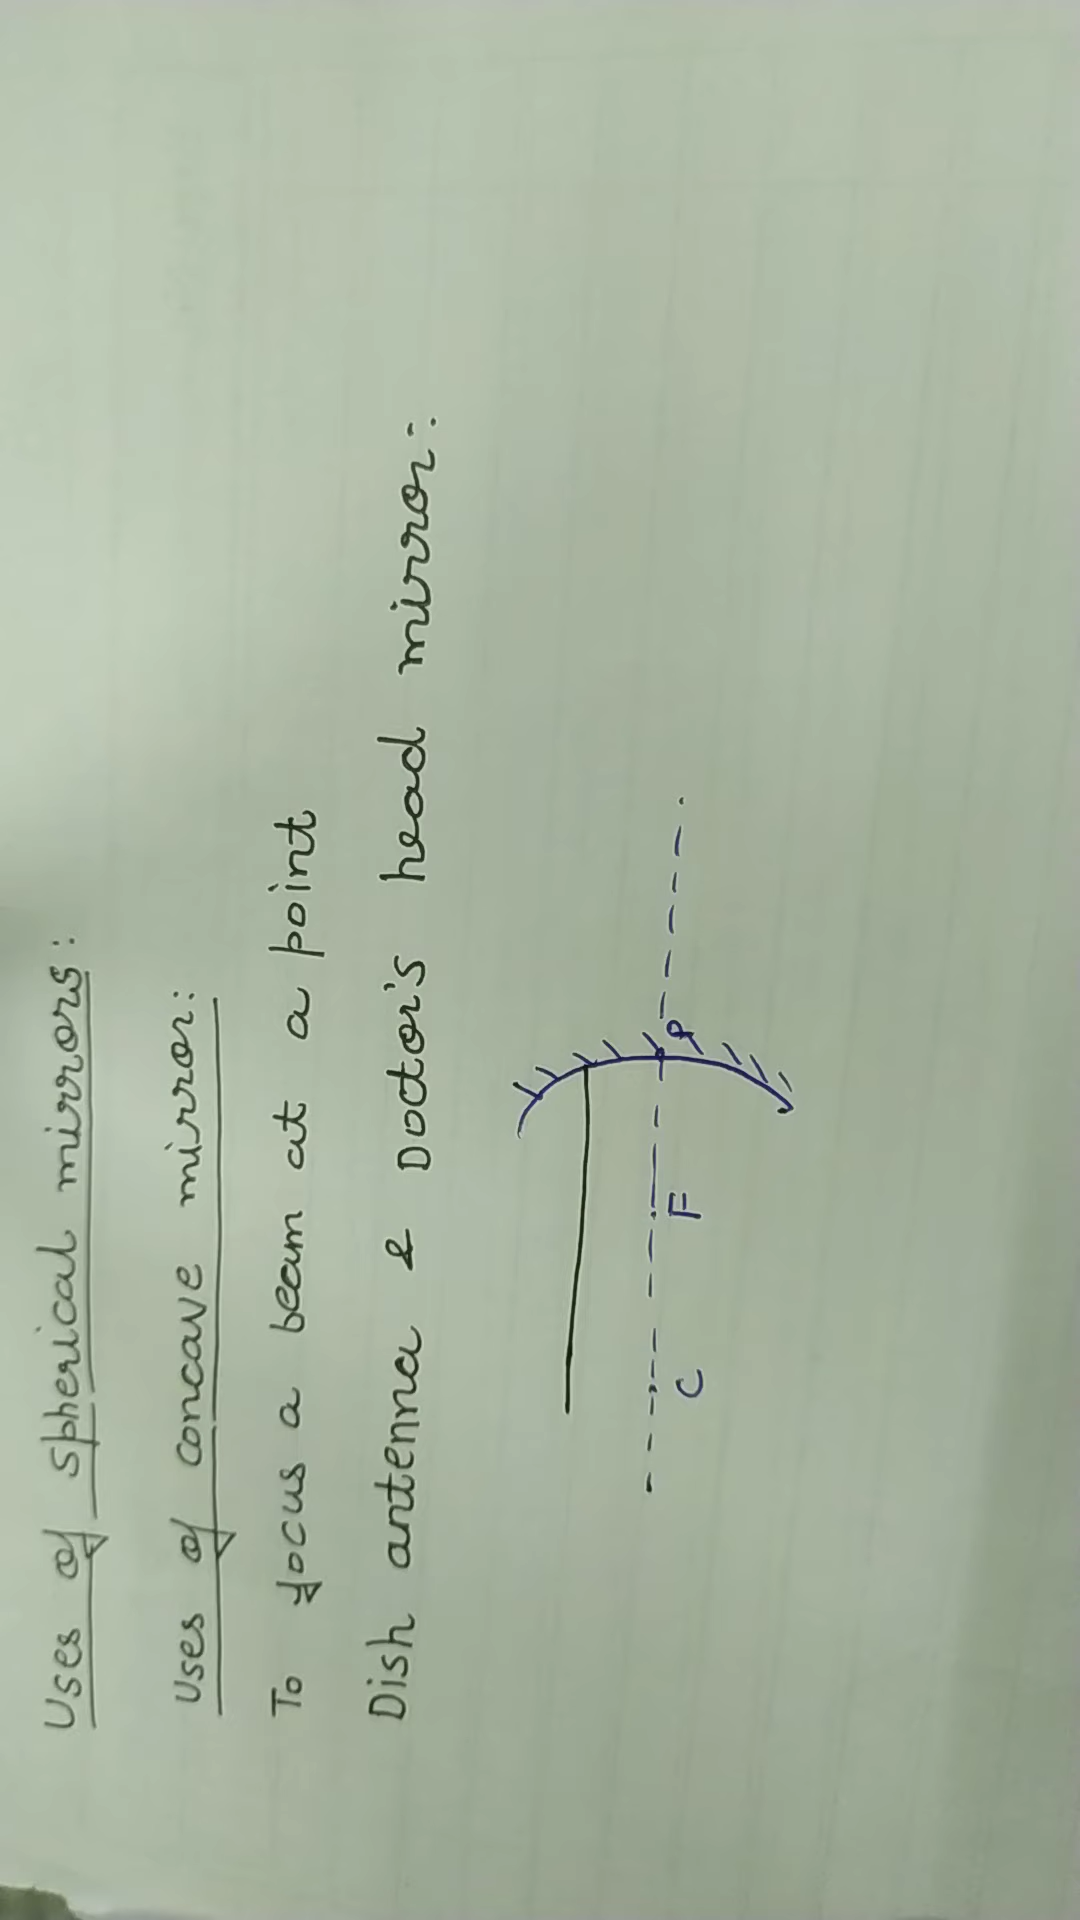 Uses of spherical mirrors:
Uses of concave mirror:
To focus a beam at a point
Dish antenna & Doctor's head mirror:
C F P